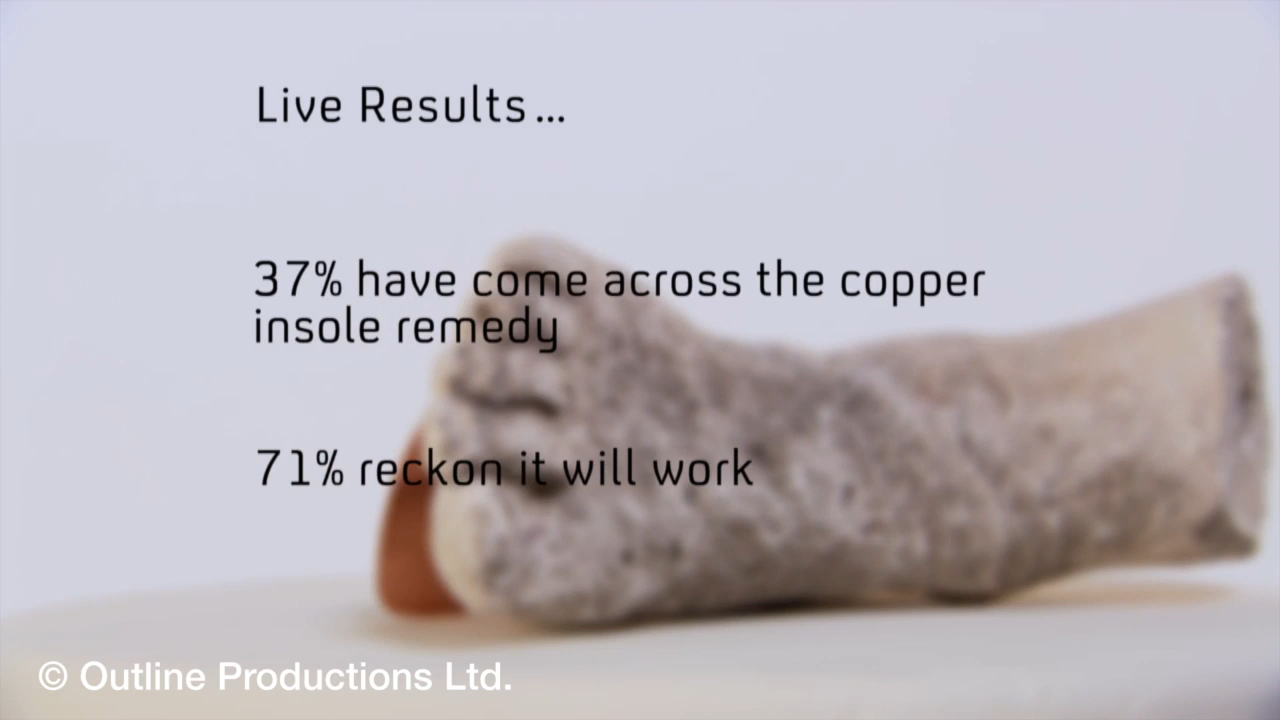 Live Results...
37% have come across the copper
insole remedy
71% reckon it will work
© Outline Productions Ltd.